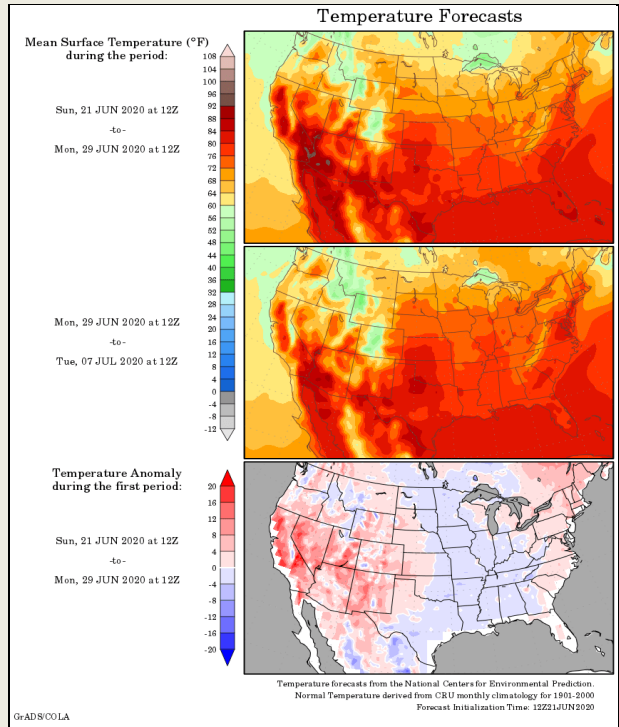 Temperature Forecasts
Mean Surface Temperature (°F)
during the period:
Sun, 21 JUN 2020 at 12Z
-to-
Mon, 29 JUN 2020 at 12Z
108
104
100
96
92
88
84
80
76
72
68
64
60
56
52
48
44
40
36
32
28
24
20
16
12
8
4
0
-4
-8
-12
Mon, 29 JUN 2020 at 12Z
-to-
Tue, 07 JUL 2020 at 12Z
Temperature Anomaly
during the first period:
Sun, 21 JUN 2020 at 12Z
-to-
Mon, 29 JUN 2020 at 12Z
20
16
12
8
4
0
-4
-8
-12
-16
-20
Temperature forecasts from the National Centers for Environmental Prediction.
Normal Temperature derived from CRU monthly climatology for 1901-2000
Forecast Initialization Time: 12Z21JUN2020
GrADS/COLA